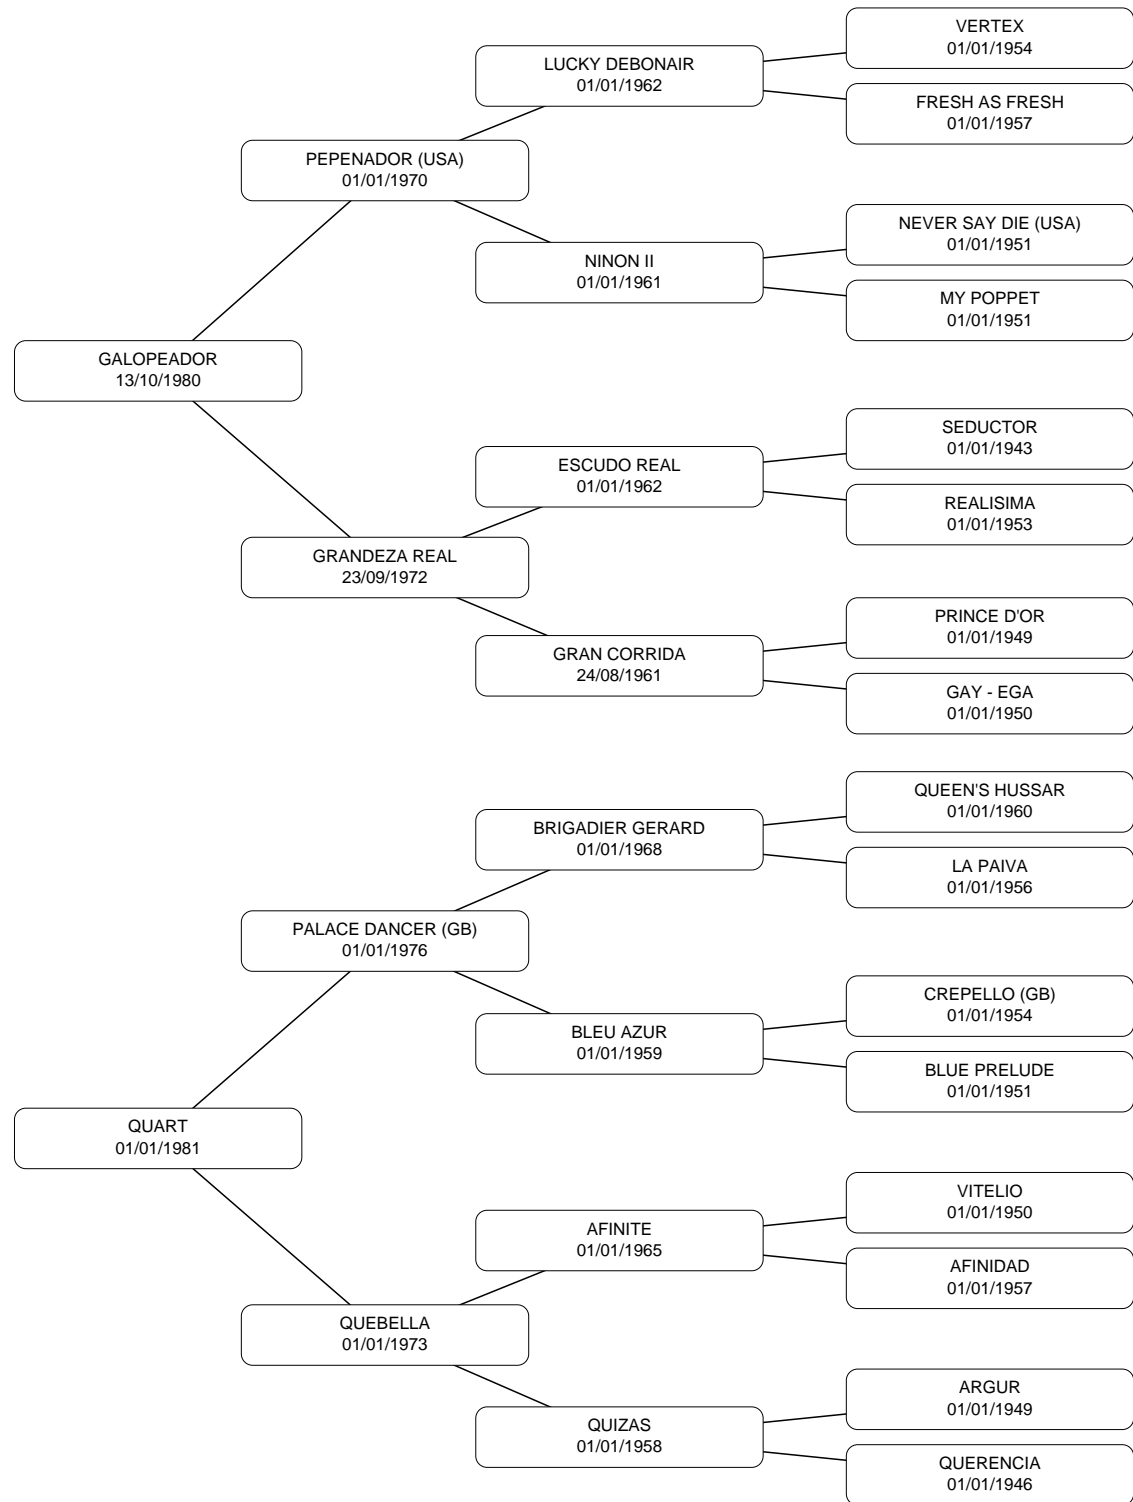 VERTEX
01/01/1954
LUCKY DEBONAIR
01/01/1962
FRESH AS FRESH
01/01/1957
PEPENADOR (USA)
01/01/1970
NEVER SAY DIE (USA)
01/01/1951
NINON II
01/01/1961
MY POPPET
01/01/1951
GALOPEADOR
13/10/1980
SEDUCTOR
01/01/1943
ESCUDO REAL
01/01/1962
REALISIMA
01/01/1953
GRANDEZA REAL
23/09/1972
PRINCE D'OR
01/01/1949
GRAN CORRIDA
24/08/1961
GAY - EGA
01/01/1950
QUEEN'S HUSSAR
01/01/1960
BRIGADIER GERARD
01/01/1968
LA PAIVA
01/01/1956
PALACE DANCER (GB)
01/01/1976
CREPELLO (GB)
01/01/1954
BLEU AZUR
01/01/1959
BLUE PRELUDE
01/01/1951
QUART
01/01/1981
VITELIO
01/01/1950
AFINITE
01/01/1965
AFINIDAD
01/01/1957
QUEBELLA
01/01/1973
ARGUR
01/01/1949
QUIZAS
01/01/1958
QUERENCIA
01/01/1946